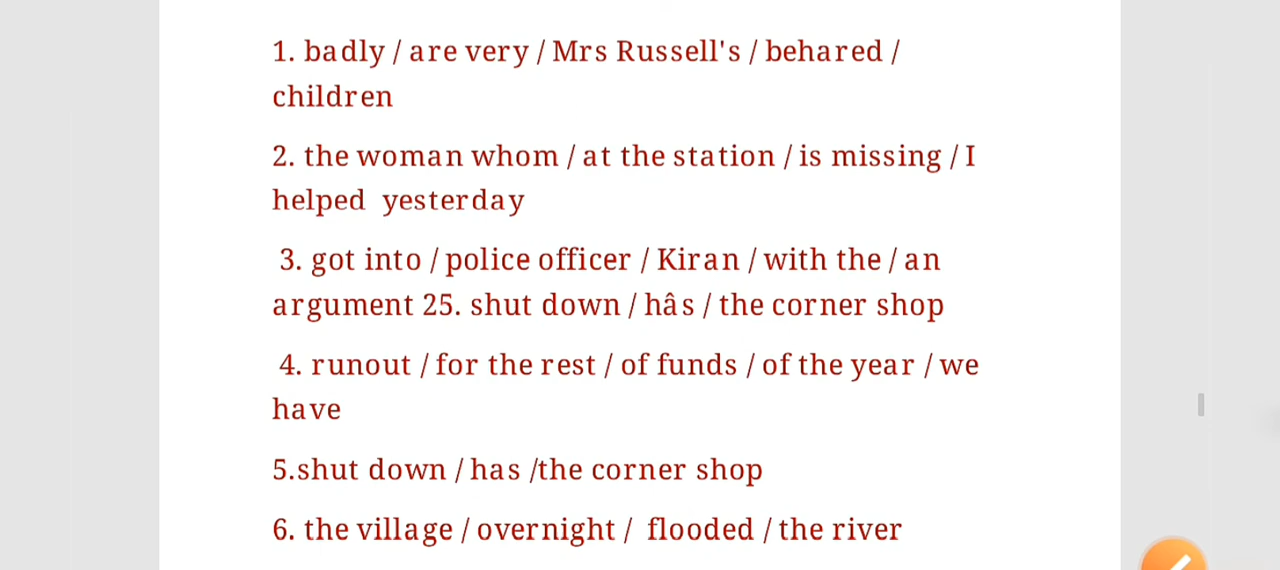 1. badly / are very / Mrs Russell's / behared /
children
2. the woman whom / at the station / is missing / I
helped yesterday
3. got into / police officer / Kiran / with the / an
argument 25. shut down / hâs / the corner shop
4. runout / for the rest / of funds / of the year / we
have
5.shut down / has /the corner shop
6. the village / overnight / flooded / the river